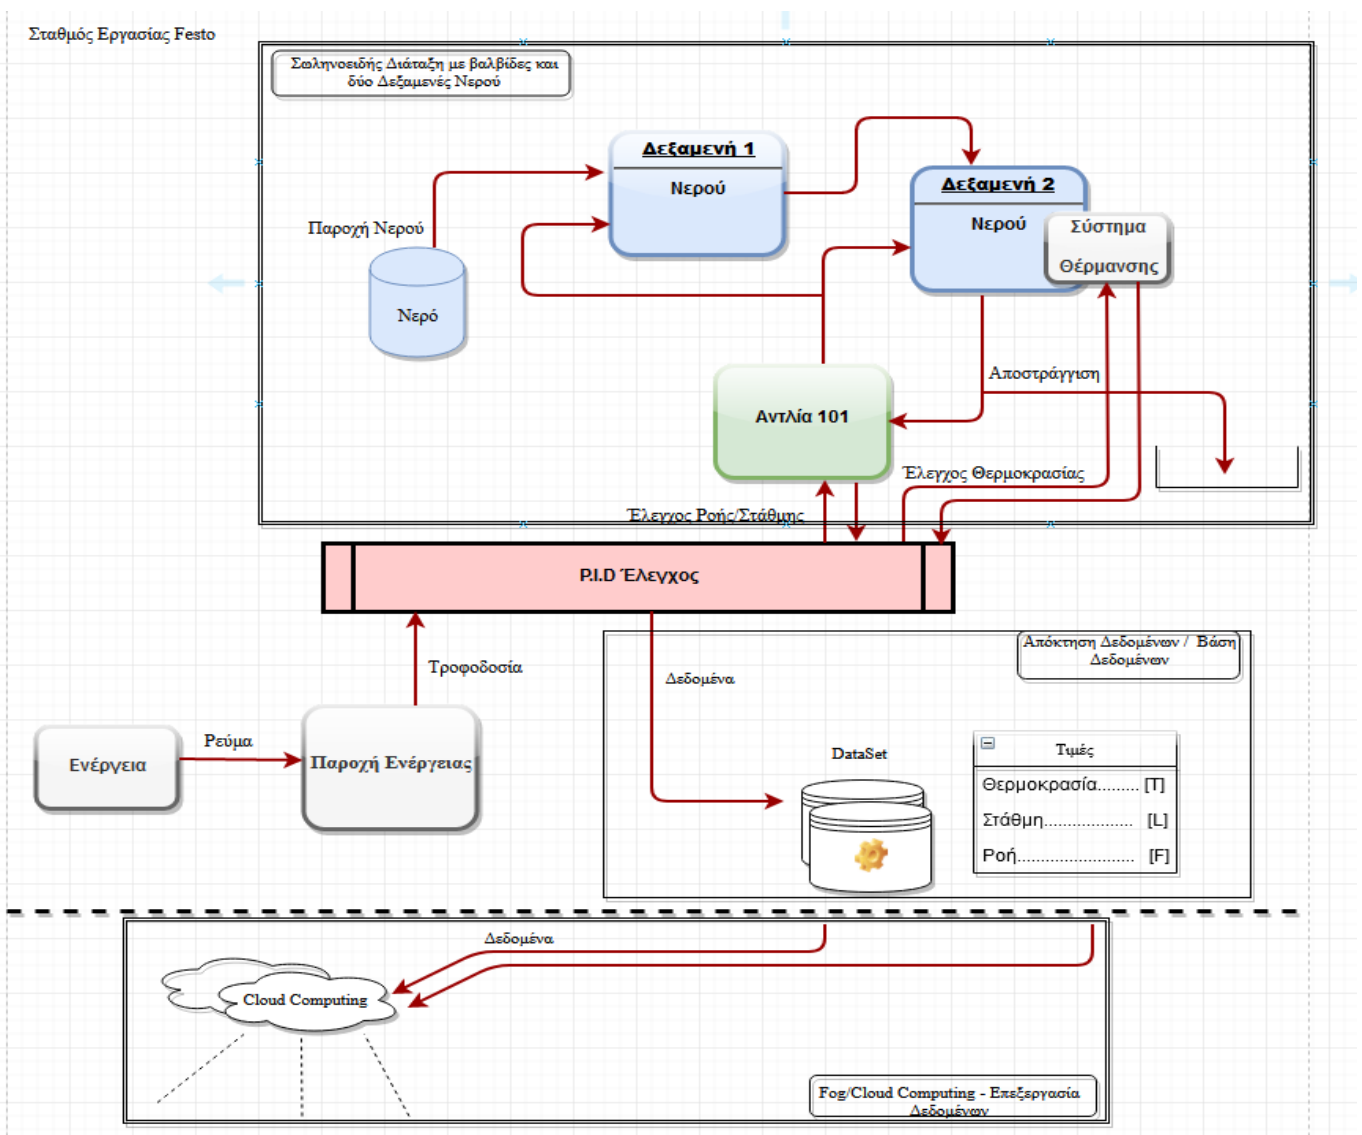 Σταθμός Εργασίας Festo
Σωληνοειδής Διάταξη με βαλβίδες και
δύο Δεξαμενές Νερού
Δεξαμενή 1
Νερού
Δεξαμενή 2
Νερού
Σύστημα
Θέρμανσης
Παροχή Νερού
Νερό
Αποστράγγιση
Αντλία 101
Έλεγχος Θερμοκρασίας
Έλεγχος Ροής/Στάθμης
P.I.D Έλεγχος
Απόκτηση Δεδομένων / Βάση
Δεδομένων
Τροφοδοσία
Δεδομένα
Ρεύμα
Ενέργεια
Παροχή Ενέργειας
DataSet
Τιμές
Θερμοκρασία......... [T]
Στάθμη................... [L]
Ροή......................... [F]
Δεδομένα
Cloud Computing
Fog/Cloud Computing - Επεξεργασία
Δεδομένων